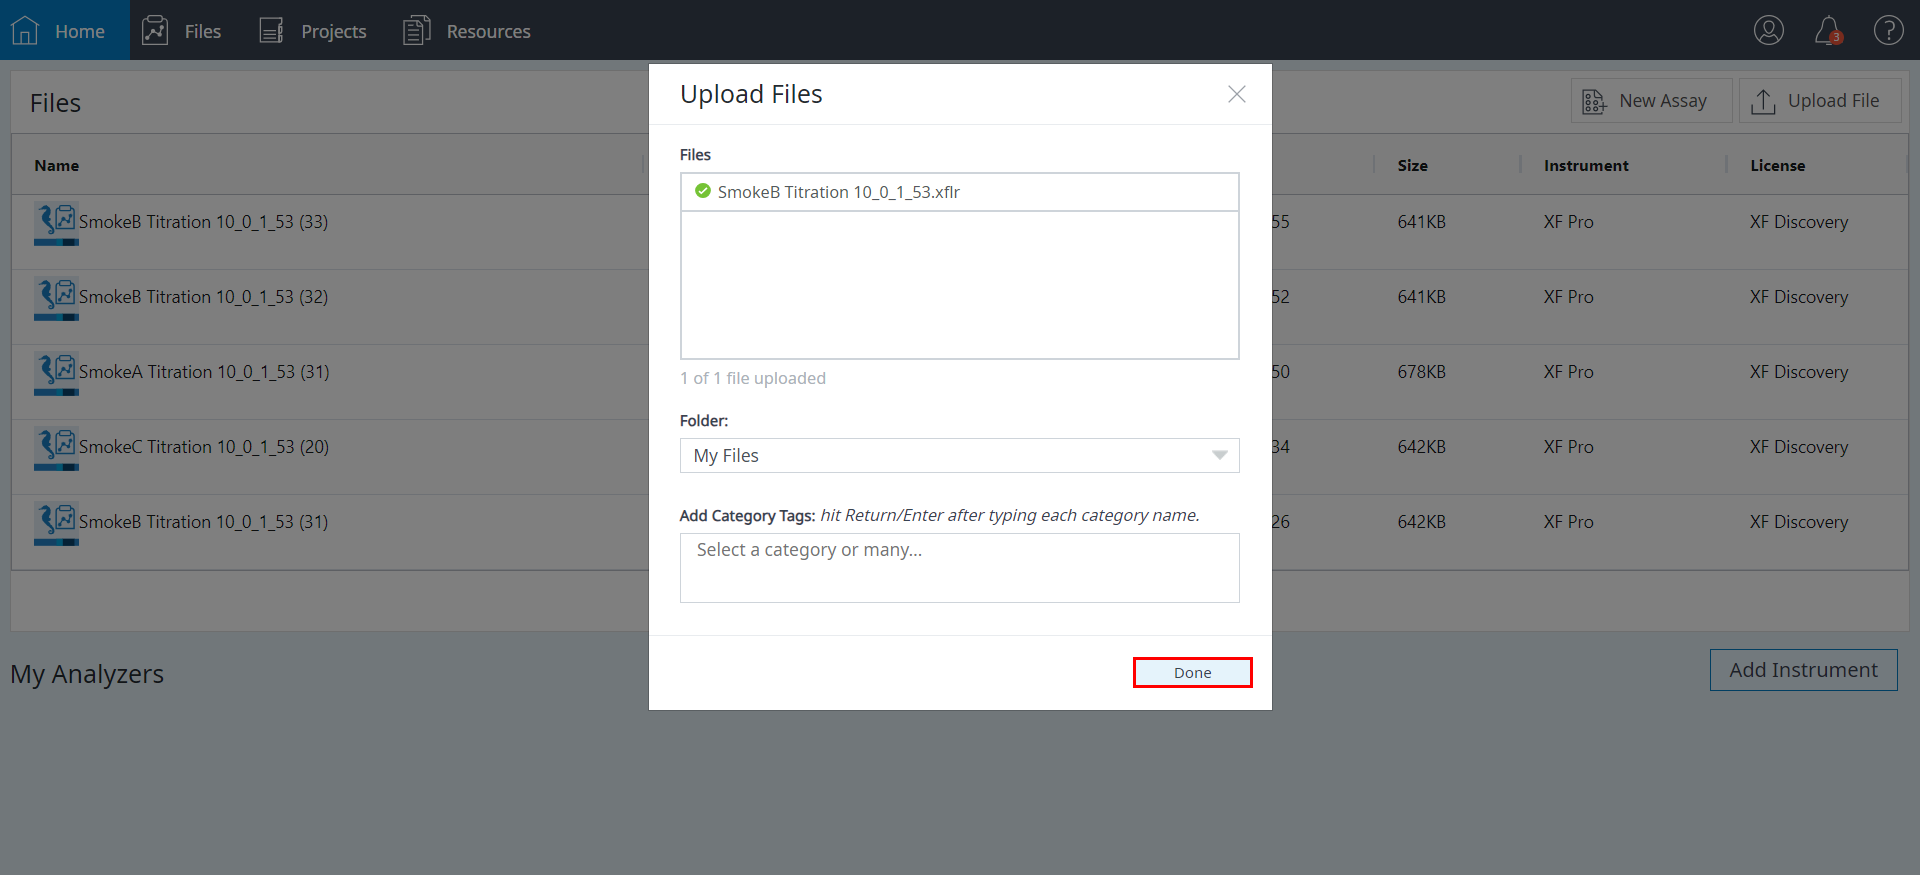 Home
Files
Projects
Resources
3
?
Files
New Assay
Upload File
Name
Size
Instrument
License
SmokeB Titration 10_0_1_53 (33)
55
641KB
XF Pro
XF Discovery
SmokeB Titration 10_0_1_53 (32)
52
641KB
XF Pro
XF Discovery
SmokeA Titration 10_0_1_53 (31)
50
678KB
XF Pro
XF Discovery
SmokeC Titration 10_0_1_53 (20)
34
642KB
XF Pro
XF Discovery
SmokeB Titration 10_0_1_53 (31)
26
642KB
XF Pro
XF Discovery
Upload Files
Files
SmokeB Titration 10_0_1_53.xflr
1 of 1 file uploaded
Folder:
My Files
Add Category Tags: hit Return/Enter after typing each category name.
Select a category or many...
Done
My Analyzers
Add Instrument